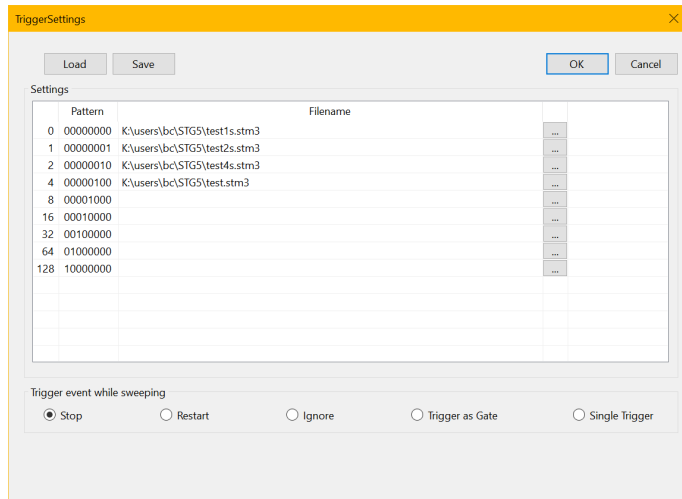 TriggerSettings
Load Save OK Cancel
Settings
Pattern Filename
0 00000000 K:\users\bc\STG5\test1s.stm3 ...
1 00000001 K:\users\bc\STG5\test2s.stm3 ...
2 00000010 K:\users\bc\STG5\test4s.stm3 ...
4 00000100 K:\users\bc\STG5\test.stm3 ...
8 00001000 ...
16 00010000 ...
32 00100000 ...
64 01000000 ...
128 10000000 ...
Trigger event while sweeping
Stop Restart Ignore Trigger as Gate Single Trigger